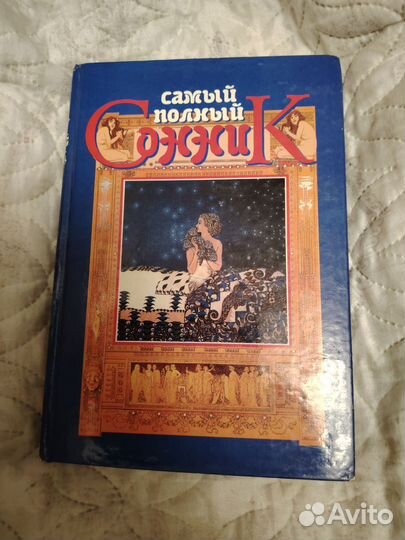 самый
полный
Сонник
Avito